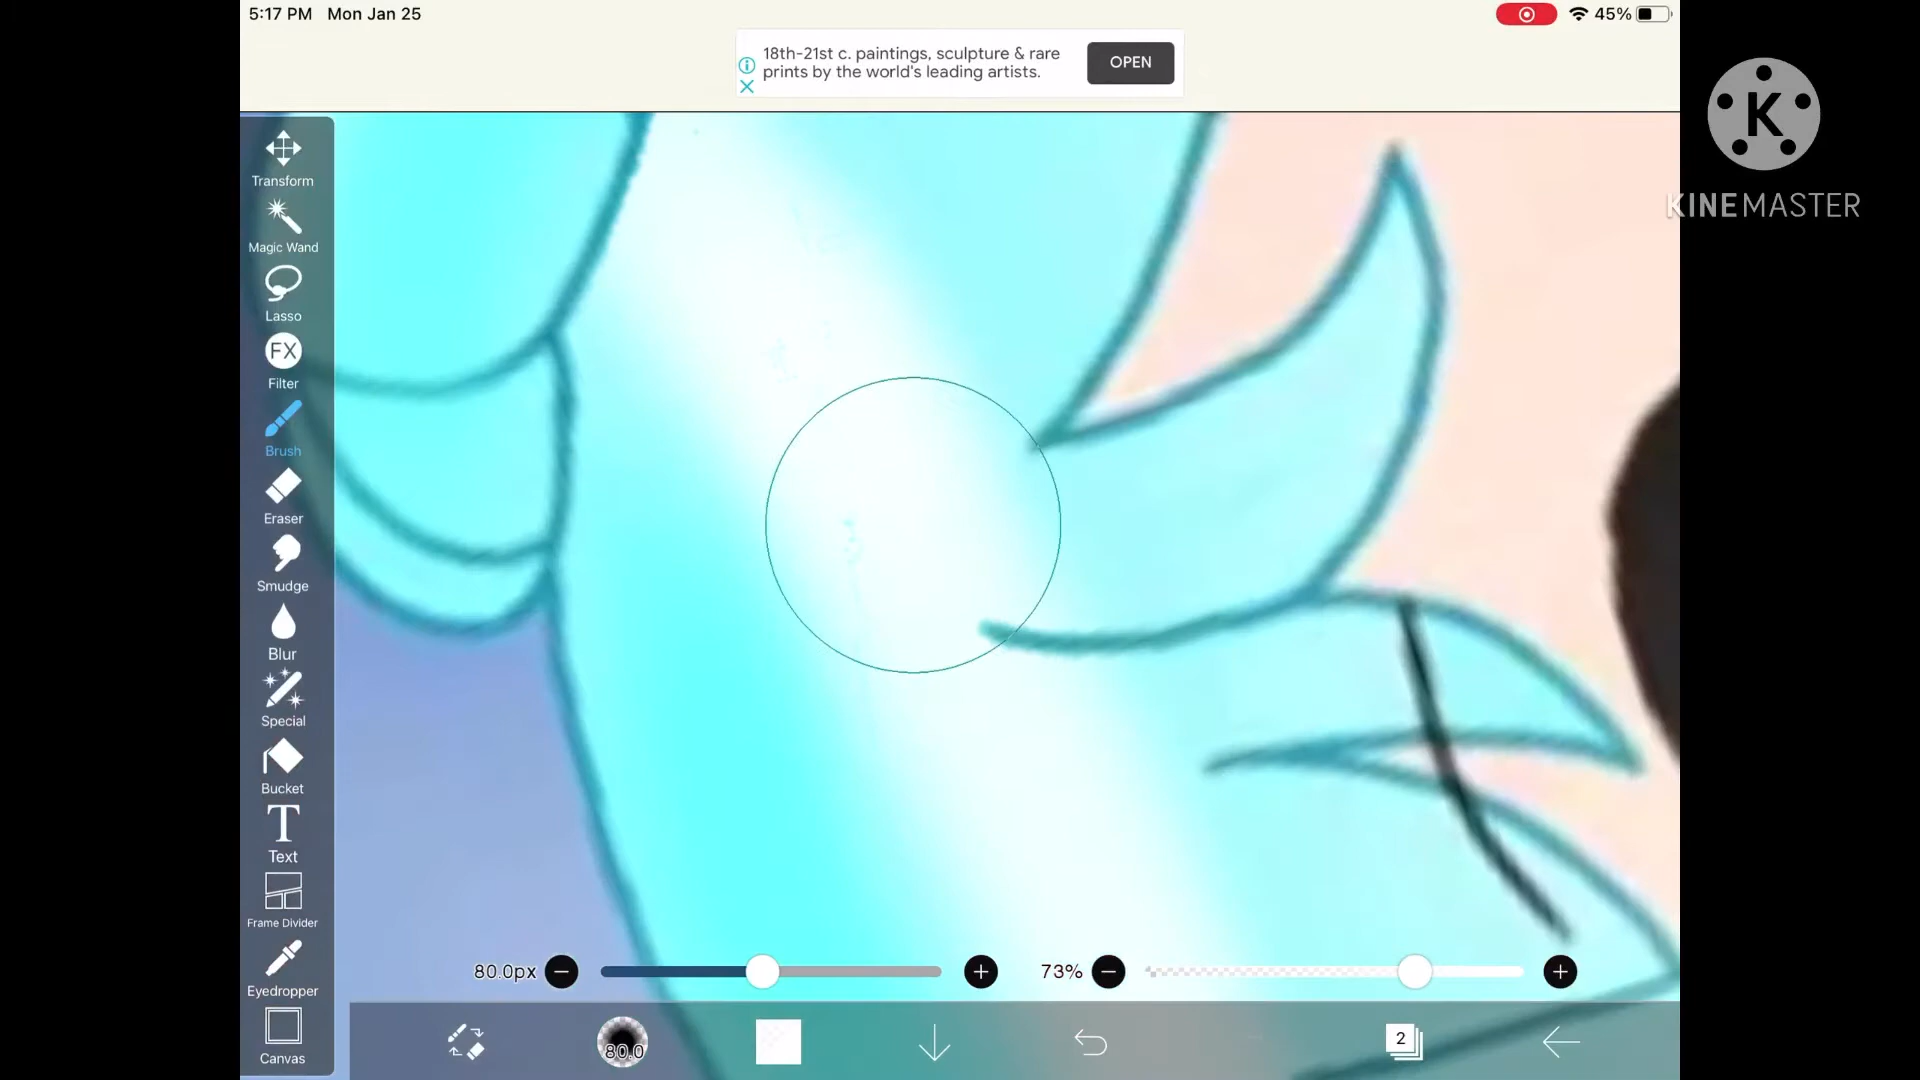 5:17 PM Mon Jan 25
45%
18th-21st c. paintings, sculpture & rare
prints by the world's leading artists.
OPEN
K
KINEMASTER
Transform
Magic Wand
Lasso
FX
Filter
Brush
Eraser
Smudge
Blur
Special
Bucket
T
Text
Frame Divider
Eyedropper
Canvas
80.0px
73%
80.0
2